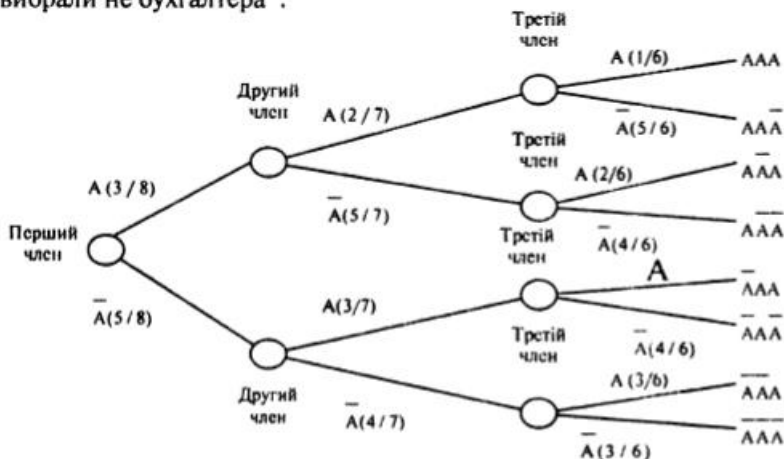 вибрали не бухгалтера".
Третій
член
A (1/6)
AAA
Другий
член
A (2 / 7)
A̅(5 / 6)
AAA̅
Третій
член
A (3 / 8)
A (2/6)
AA̅A
A̅(5 / 7)
AA̅A̅
Перший
член
Третій
член
A̅(4 / 6)
A
A̅AA
A̅(5 / 8)
A(3/7)
Третій
член
A̅(4 / 6)
A̅AA̅
A (3/6)
A̅A̅A
Другий
член
A̅(4 / 7)
A̅A̅A̅
A̅(3 / 6)